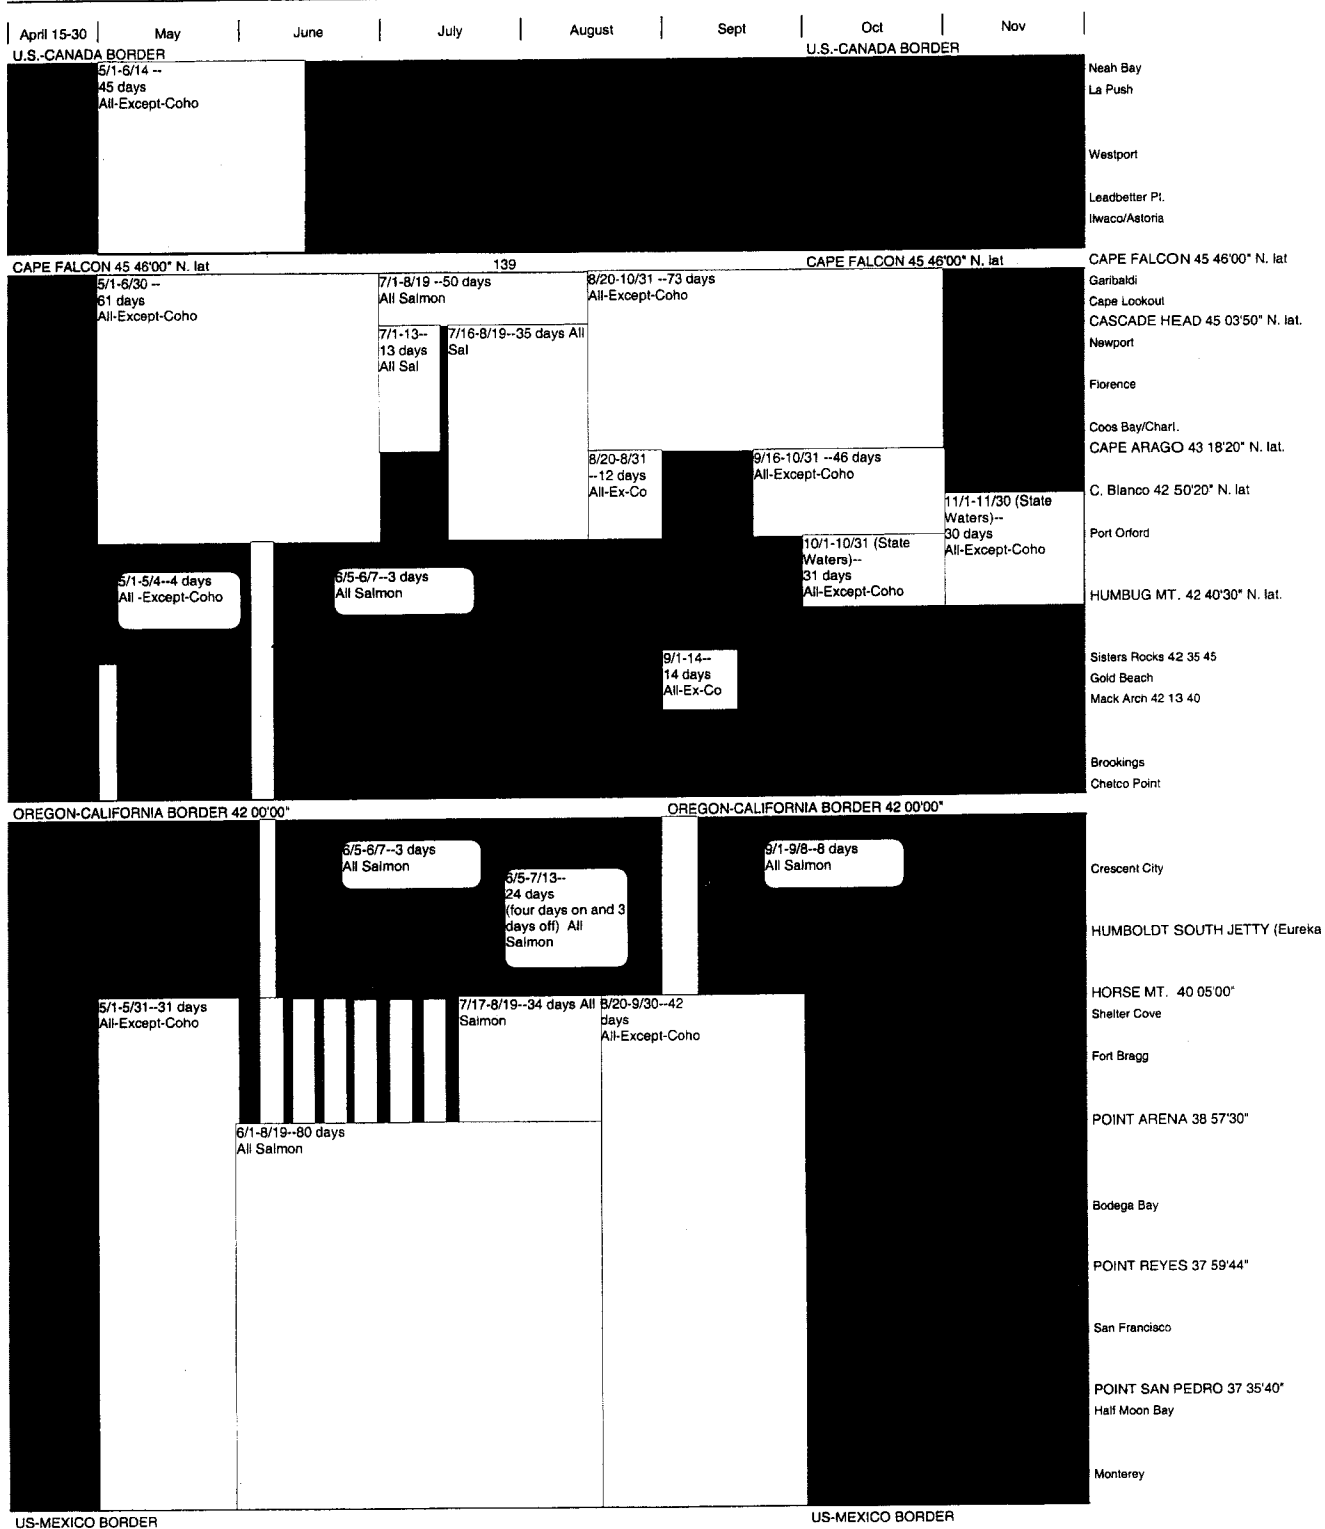 April 15-30 May June July August Sept Oct Nov
U.S.-CANADA BORDER U.S.-CANADA BORDER
5/1-6/14 --
45 days
All-Except-Coho
Neah Bay
La Push
Westport
Leadbetter Pt.
Ilwaco/Astoria
CAPE FALCON 45 46'00" N. lat 139 CAPE FALCON 45 46'00" N. lat CAPE FALCON 45 46'00" N. lat
5/1-6/30 --
61 days
All-Except-Coho
7/1-8/19 --50 days
All Salmon
8/20-10/31 --73 days
All-Except-Coho
Garibaldi
Cape Lookout
CASCADE HEAD 45 03'50" N. lat.
7/1-13--
13 days
All Sal
7/16-8/19--35 days All
Sal
Newport
Florence
Coos Bay/Charl.
CAPE ARAGO 43 18'20" N. lat.
8/20-8/31
--12 days
All-Ex-Co
9/16-10/31 --46 days
All-Except-Coho
C. Blanco 42 50'20" N. lat
11/1-11/30 (State
Waters)--
30 days
All-Except-Coho
Port Orford
10/1-10/31 (State
Waters)--
31 days
All-Except-Coho
5/1-5/4--4 days
All -Except-Coho
6/5-6/7--3 days
All Salmon
HUMBUG MT. 42 40'30" N. lat.
9/1-14--
14 days
All-Ex-Co
Sisters Rocks 42 35 45
Gold Beach
Mack Arch 42 13 40
Brookings
Chetco Point
OREGON-CALIFORNIA BORDER 42 00'00" OREGON-CALIFORNIA BORDER 42 00'00"
6/5-6/7--3 days
All Salmon
9/1-9/8--8 days
All Salmon
Crescent City
6/5-7/13--
24 days
(four days on and 3
days off) All
Salmon
HUMBOLDT SOUTH JETTY (Eureka
HORSE MT. 40 05'00"
5/1-5/31--31 days
All-Except-Coho
7/17-8/19--34 days All
Salmon
8/20-9/30--42
days
All-Except-Coho
Shelter Cove
Fort Bragg
POINT ARENA 38 57'30"
6/1-8/19--80 days
All Salmon
Bodega Bay
POINT REYES 37 59'44"
San Francisco
POINT SAN PEDRO 37 35'40"
Half Moon Bay
Monterey
US-MEXICO BORDER US-MEXICO BORDER